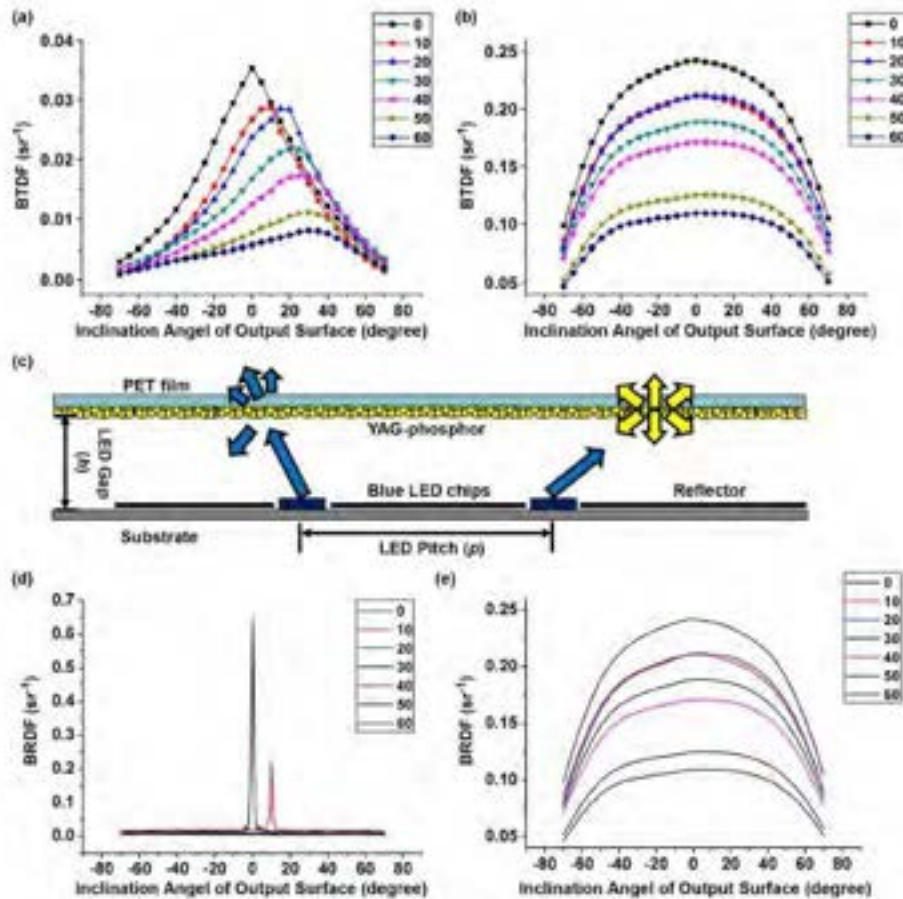 (a)
0.04
0.03
0.02
0.01
0.00
BTDF (sr⁻¹)
-80 -60 -40 -20 0 20 40 60 80
Inclination Angel of Output Surface (degree)
0
10
20
30
40
50
60
(b)
0.25
0.20
0.15
0.10
0.05
BTDF (sr⁻¹)
-80 -60 -40 -20 0 20 40 60 80
Inclination Angel of Output Surface (degree)
0
10
20
30
40
50
60
(c)
PET film
YAG-phosphor
LED Gap
(h)
Blue LED chips
Reflector
Substrate
LED Pitch (p)
(d)
0.7
0.6
0.5
0.4
0.3
0.2
0.1
0.0
BRDF (sr⁻¹)
-80 -60 -40 -20 0 20 40 60 80
Inclination Angel of Output Surface (degree)
0
10
20
30
40
50
60
(e)
0.25
0.20
0.15
0.10
0.05
BRDF (sr⁻¹)
-80 -60 -40 -20 0 20 40 60 80
Inclination Angel of Output Surface (degree)
0
10
20
30
40
50
60